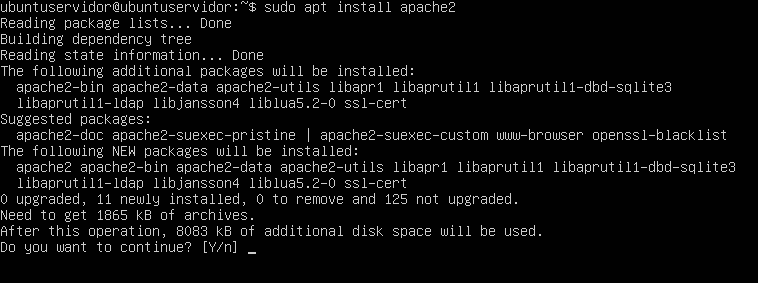 ubuntuservidor@ubuntuservidor:~$ sudo apt install apache2
Reading package lists... Done
Building dependency tree
Reading state information... Done
The following additional packages will be installed:
  apache2-bin apache2-data apache2-utils libapr1 libaprutil1 libaprutil1-dbd-sqlite3
  libaprutil1-ldap libjansson4 liblua5.2-0 ssl-cert
Suggested packages:
  apache2-doc apache2-suexec-pristine | apache2-suexec-custom www-browser openssl-blacklist
The following NEW packages will be installed:
  apache2 apache2-bin apache2-data apache2-utils libapr1 libaprutil1 libaprutil1-dbd-sqlite3
  libaprutil1-ldap libjansson4 liblua5.2-0 ssl-cert
0 upgraded, 11 newly installed, 0 to remove and 125 not upgraded.
Need to get 1865 kB of archives.
After this operation, 8083 kB of additional disk space will be used.
Do you want to continue? [Y/n] _